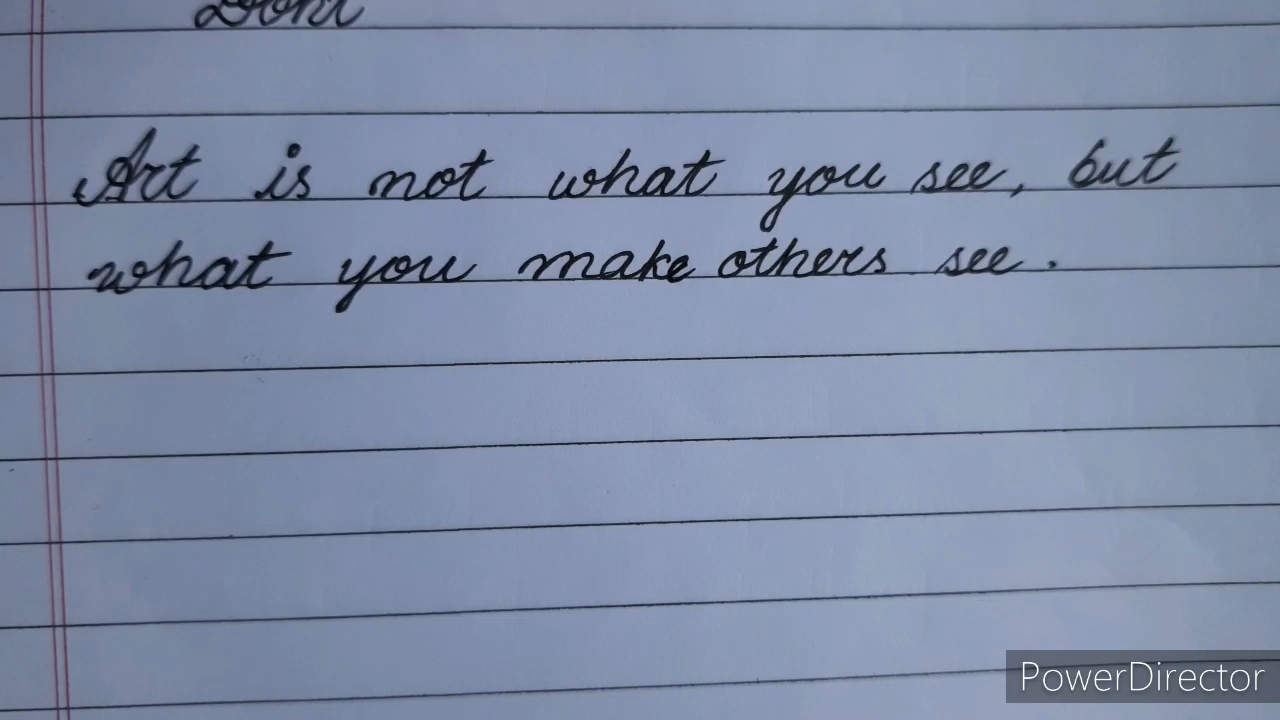 Art is not what you see, but
what you make others see.
PowerDirector